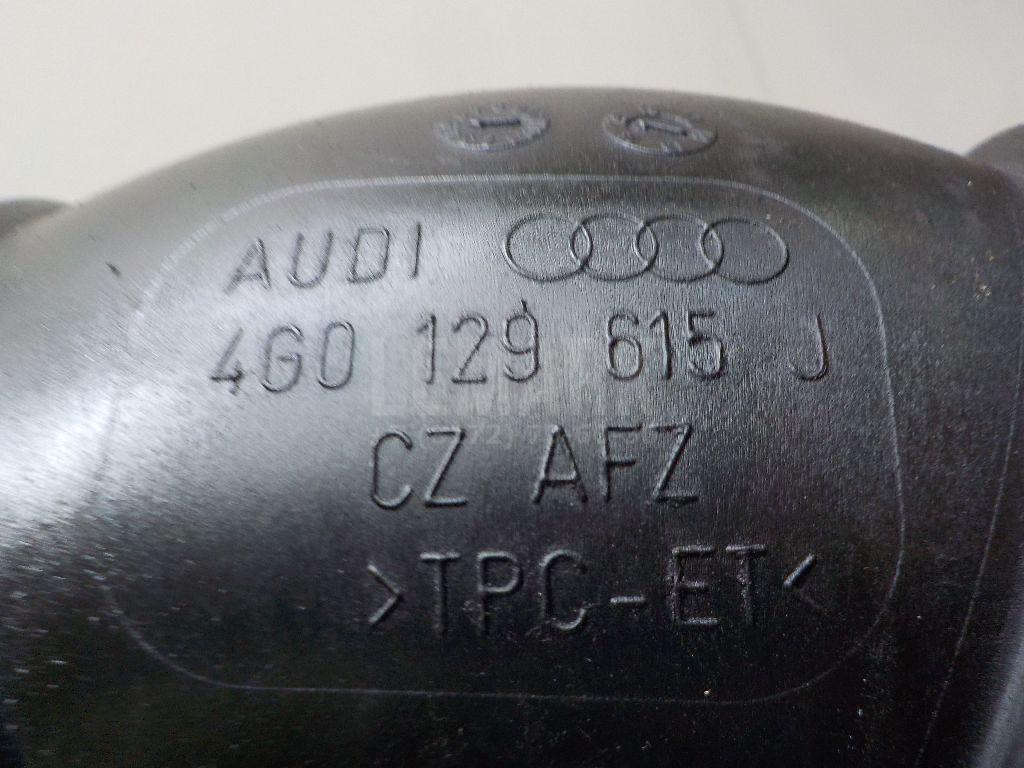 AUDI
4G0 129 615 J
CZ AFZ
>TPC-ET<